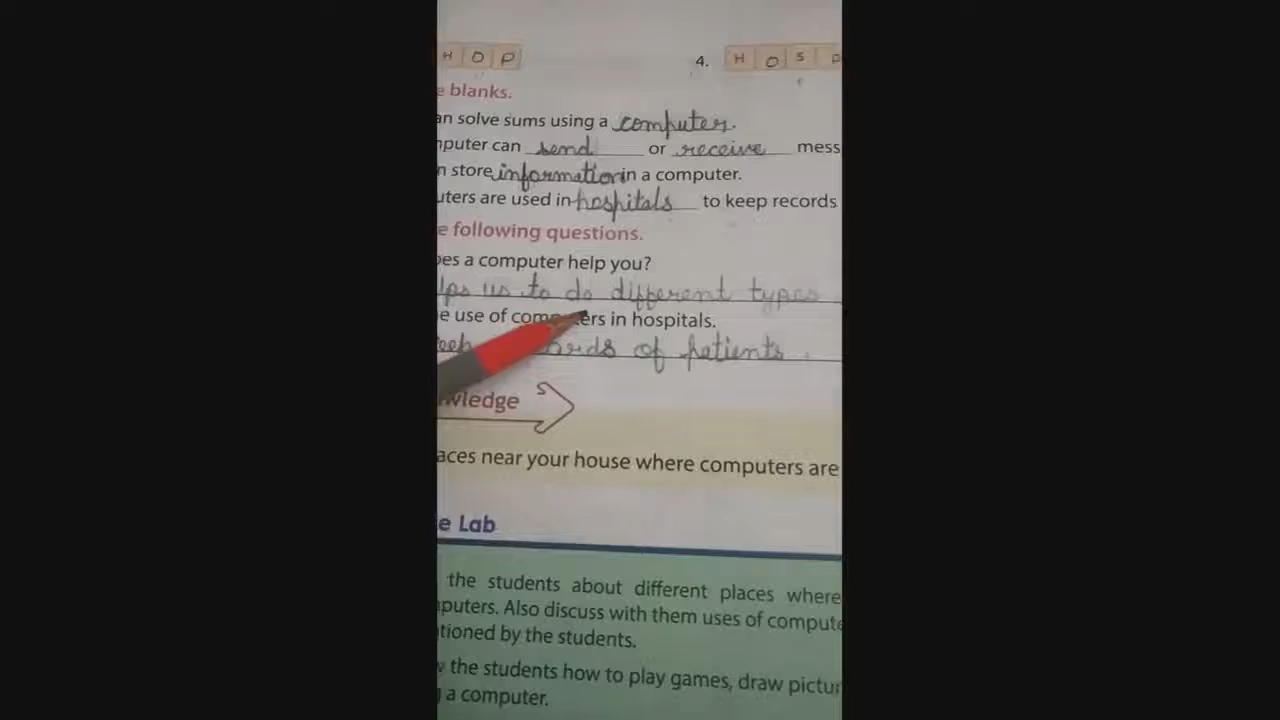 H O P 4. H O S P
e blanks.
an solve sums using a computer.
nputer can send or receive mess
n store information in a computer.
uters are used in hospitals to keep records
e following questions.
oes a computer help you?
lps us to do different types
e use of computers in hospitals.
eep of patients.
wledge
aces near your house where computers are
e Lab
the students about different places where
nputers. Also discuss with them uses of compute
ntioned by the students.
w the students how to play games, draw pictur
g a computer.